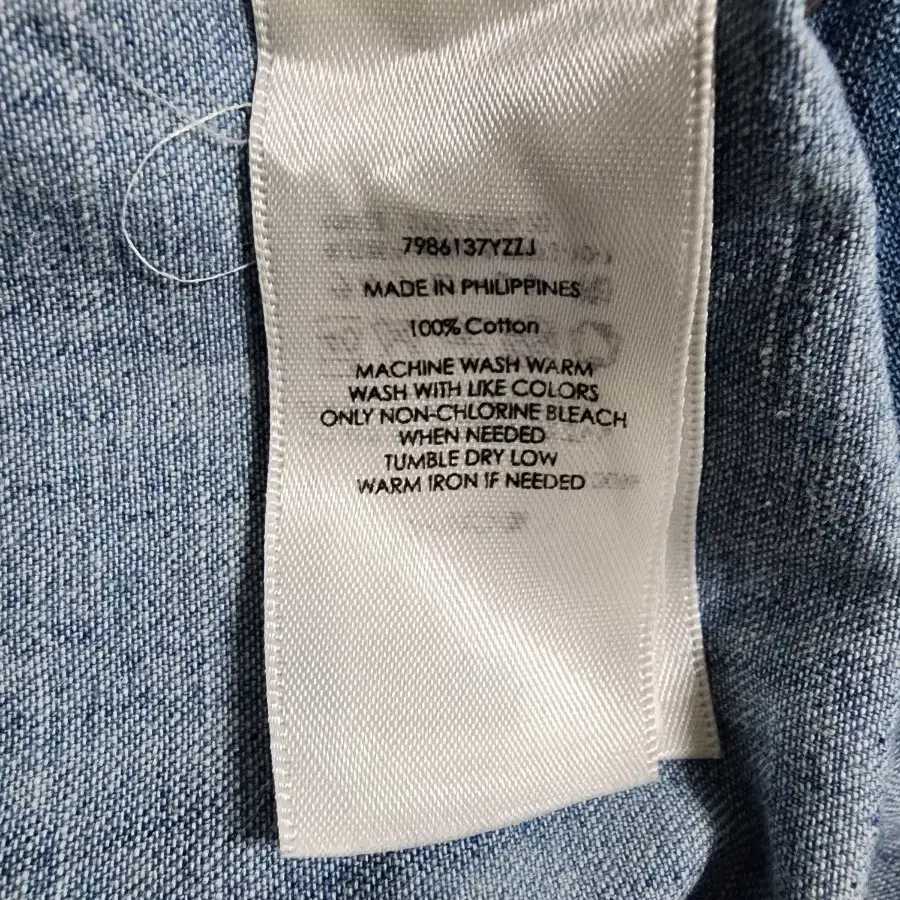 7986137YZZJ
MADE IN PHILIPPINES
100% Cotton
MACHINE WASH WARM
WASH WITH LIKE COLORS
ONLY NON-CHLORINE BLEACH
WHEN NEEDED
TUMBLE DRY LOW
WARM IRON IF NEEDED